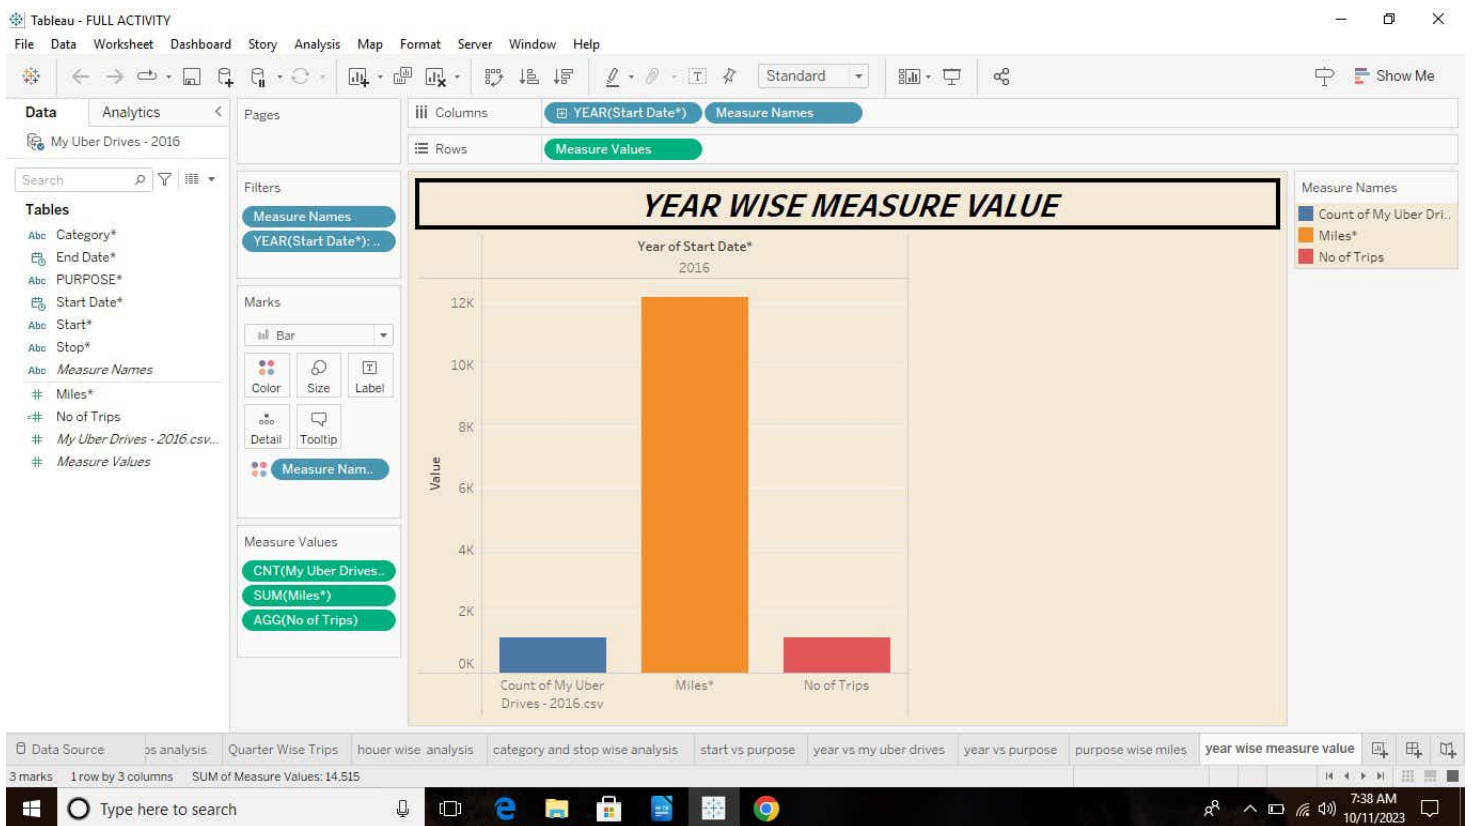 Tableau - FULL ACTIVITY
File Data Worksheet Dashboard Story Analysis Map Format Server Window Help
Standard
Show Me
Data Analytics
My Uber Drives - 2016
Search
Tables
Abc Category*
End Date*
Abc PURPOSE*
Start Date*
Abc Start*
Abc Stop*
Abc Measure Names
# Miles*
=# No of Trips
# My Uber Drives - 2016.csv...
# Measure Values
Pages
Filters
Measure Names
YEAR(Start Date*): ..
Marks
Bar
Color Size Label
Detail Tooltip
Measure Nam..
Measure Values
CNT(My Uber Drives..
SUM(Miles*)
AGG(No of Trips)
Columns YEAR(Start Date*) Measure Names
Rows Measure Values
YEAR WISE MEASURE VALUE
Year of Start Date*
2016
12K
10K
8K
6K
4K
2K
0K
Value
Count of My Uber Drives - 2016.csv
Miles*
No of Trips
Measure Names
Count of My Uber Dri..
Miles*
No of Trips
Data Source os analysis Quarter Wise Trips houer wise analysis category and stop wise analysis start vs purpose year vs my uber drives year vs purpose purpose wise miles year wise measure value
3 marks 1 row by 3 columns SUM of Measure Values: 14,515
Type here to search
7:38 AM
10/11/2023